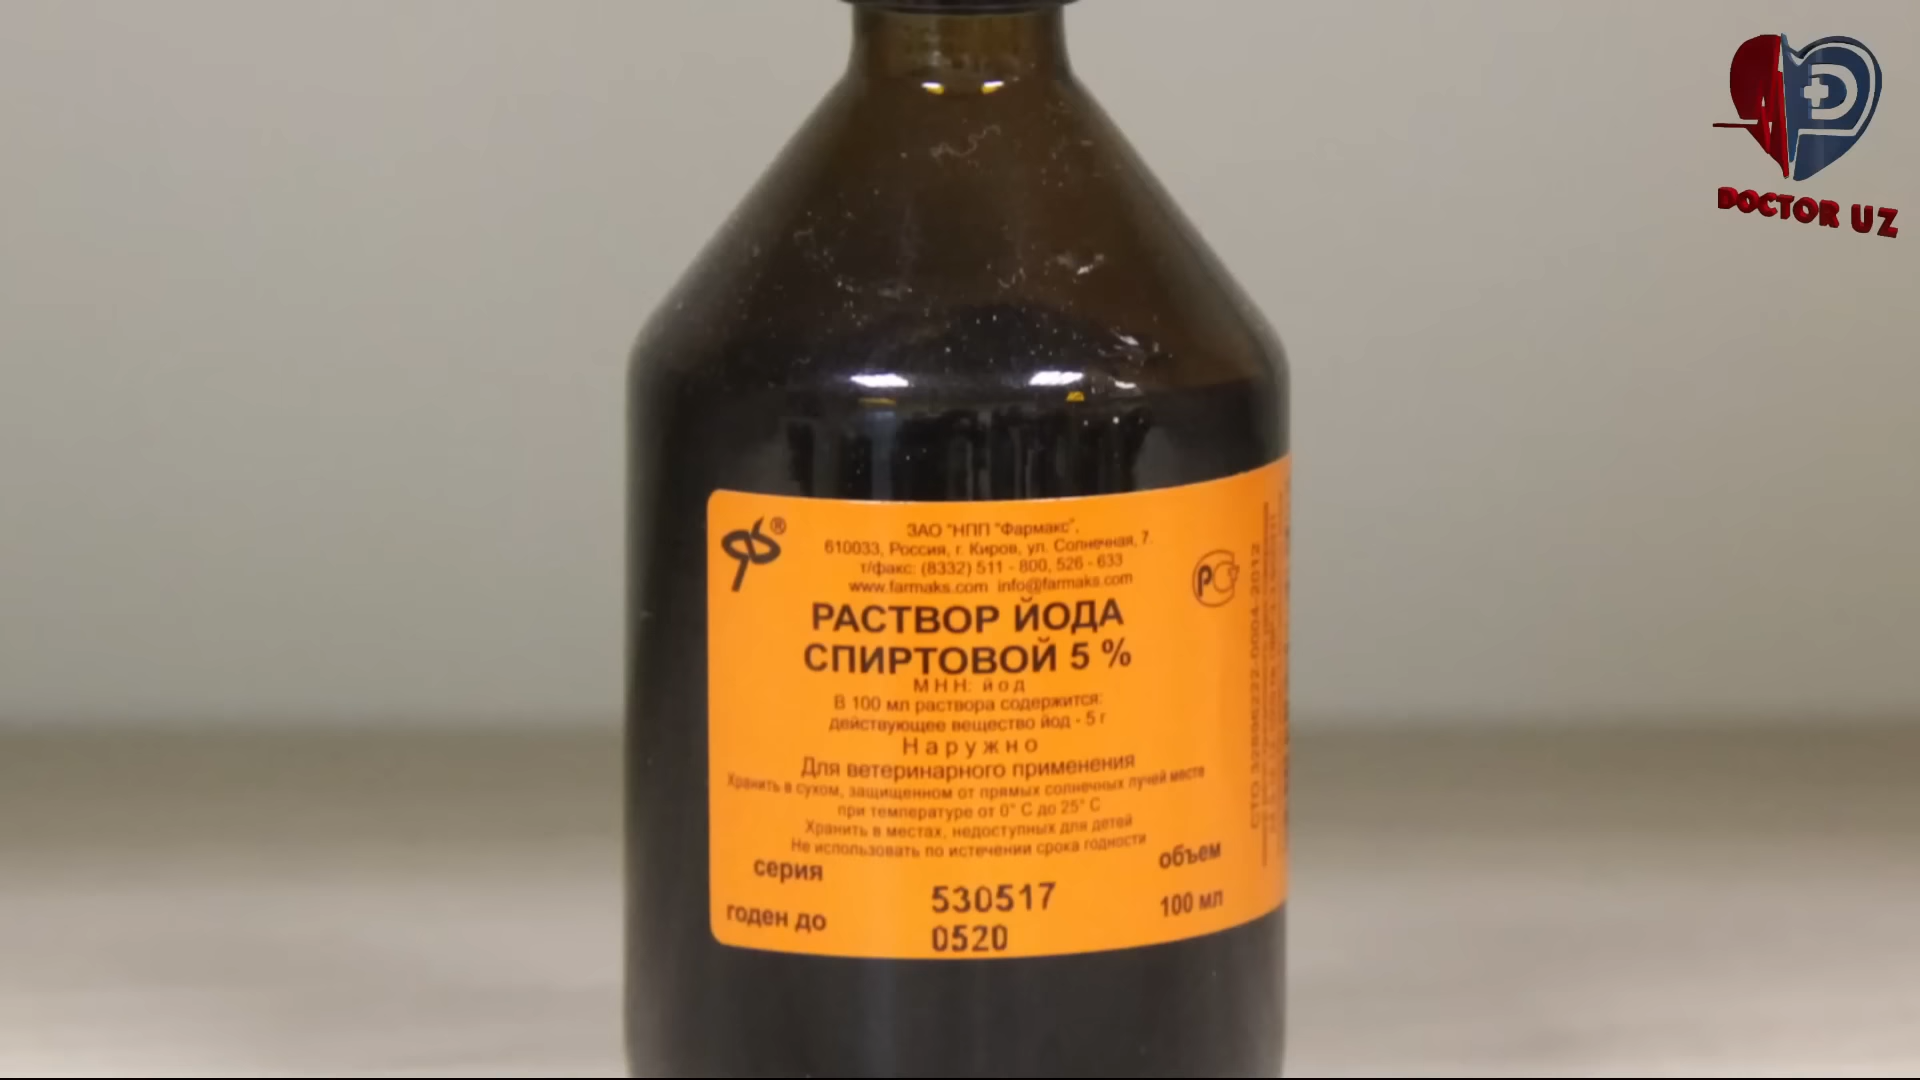 DOCTOR UZ
ЗАО "НПП "Фармакс",
610033, Россия, г. Киров, ул. Солнечная, 7.
т/факс: (8332) 511 - 800, 526 - 633
www.farmaks.com info@farmaks.com
РАСТВОР ЙОДА
СПИРТОВОЙ 5 %
МНН: йод
В 100 мл раствора содержится:
действующее вещество йод - 5 г
Наружно
Для ветеринарного применения
Хранить в сухом, защищенном от прямых солнечных лучей месте
при температуре от 0° С до 25° С
Хранить в местах, недоступных для детей
Не использовать по истечении срока годности
серия 530517
годен до 0520
объем
100 мл